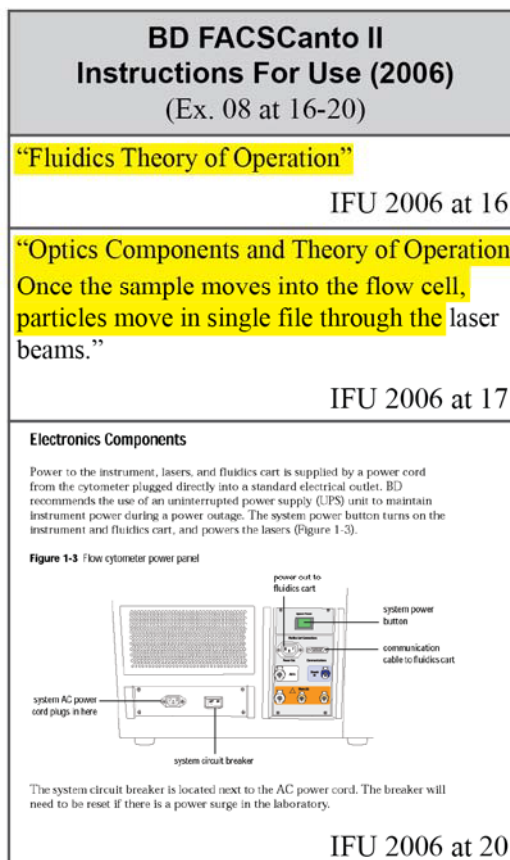 BD FACSCanto II
Instructions For Use (2006)
(Ex. 08 at 16-20)
“Fluidics Theory of Operation”
IFU 2006 at 16
“Optics Components and Theory of Operation
Once the sample moves into the flow cell,
particles move in single file through the laser
beams.”
IFU 2006 at 17
Electronics Components
Power to the instrument, lasers, and fluidics cart is supplied by a power cord
from the cytometer plugged directly into a standard electrical outlet. BD
recommends the use of an uninterrupted power supply (UPS) unit to maintain
instrument power during a power outage. The system power button turns on the
instrument and fluidics cart, and powers the lasers (Figure 1-3).
Figure 1-3 Flow cytometer power panel
power out to
fluidics cart
system power
button
communication
cable to fluidics cart
system AC power
cord plugs in here
system circuit breaker
The system circuit breaker is located next to the AC power cord. The breaker will
need to be reset if there is a power surge in the laboratory.
IFU 2006 at 20